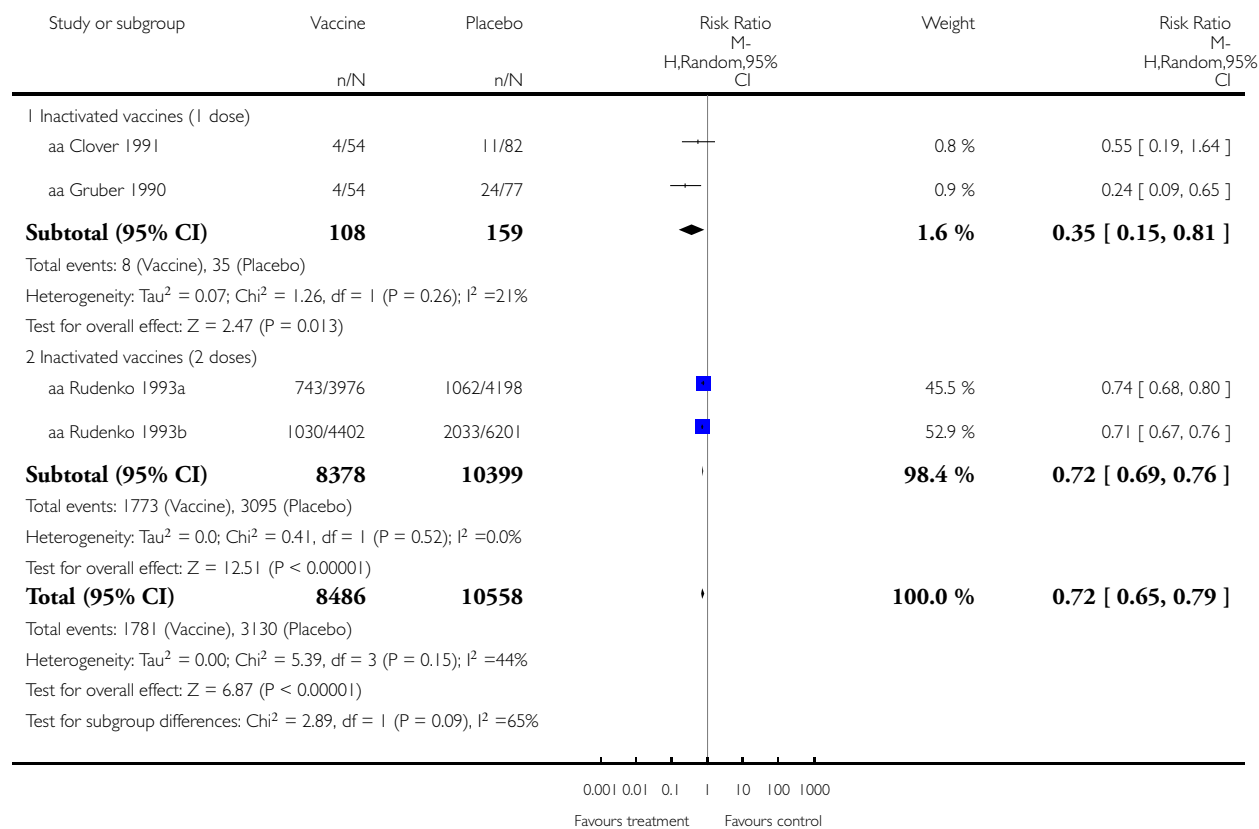 Study or subgroup Vaccine Placebo Risk Ratio Weight Risk Ratio
M- M-
H,Random,95% H,Random,95%
n/N n/N CI CI
1 Inactivated vaccines (1 dose)
aa Clover 1991 4/54 11/82 0.8 % 0.55 [ 0.19, 1.64 ]
aa Gruber 1990 4/54 24/77 0.9 % 0.24 [ 0.09, 0.65 ]
Subtotal (95% CI) 108 159 1.6 % 0.35 [ 0.15, 0.81 ]
Total events: 8 (Vaccine), 35 (Placebo)
Heterogeneity: Tau² = 0.07; Chi² = 1.26, df = 1 (P = 0.26); I² =21%
Test for overall effect: Z = 2.47 (P = 0.013)
2 Inactivated vaccines (2 doses)
aa Rudenko 1993a 743/3976 1062/4198 45.5 % 0.74 [ 0.68, 0.80 ]
aa Rudenko 1993b 1030/4402 2033/6201 52.9 % 0.71 [ 0.67, 0.76 ]
Subtotal (95% CI) 8378 10399 98.4 % 0.72 [ 0.69, 0.76 ]
Total events: 1773 (Vaccine), 3095 (Placebo)
Heterogeneity: Tau² = 0.0; Chi² = 0.41, df = 1 (P = 0.52); I² =0.0%
Test for overall effect: Z = 12.51 (P < 0.00001)
Total (95% CI) 8486 10558 100.0 % 0.72 [ 0.65, 0.79 ]
Total events: 1781 (Vaccine), 3130 (Placebo)
Heterogeneity: Tau² = 0.00; Chi² = 5.39, df = 3 (P = 0.15); I² =44%
Test for overall effect: Z = 6.87 (P < 0.00001)
Test for subgroup differences: Chi² = 2.89, df = 1 (P = 0.09), I² =65%
0.001 0.01 0.1 1 10 100 1000
Favours treatment Favours control